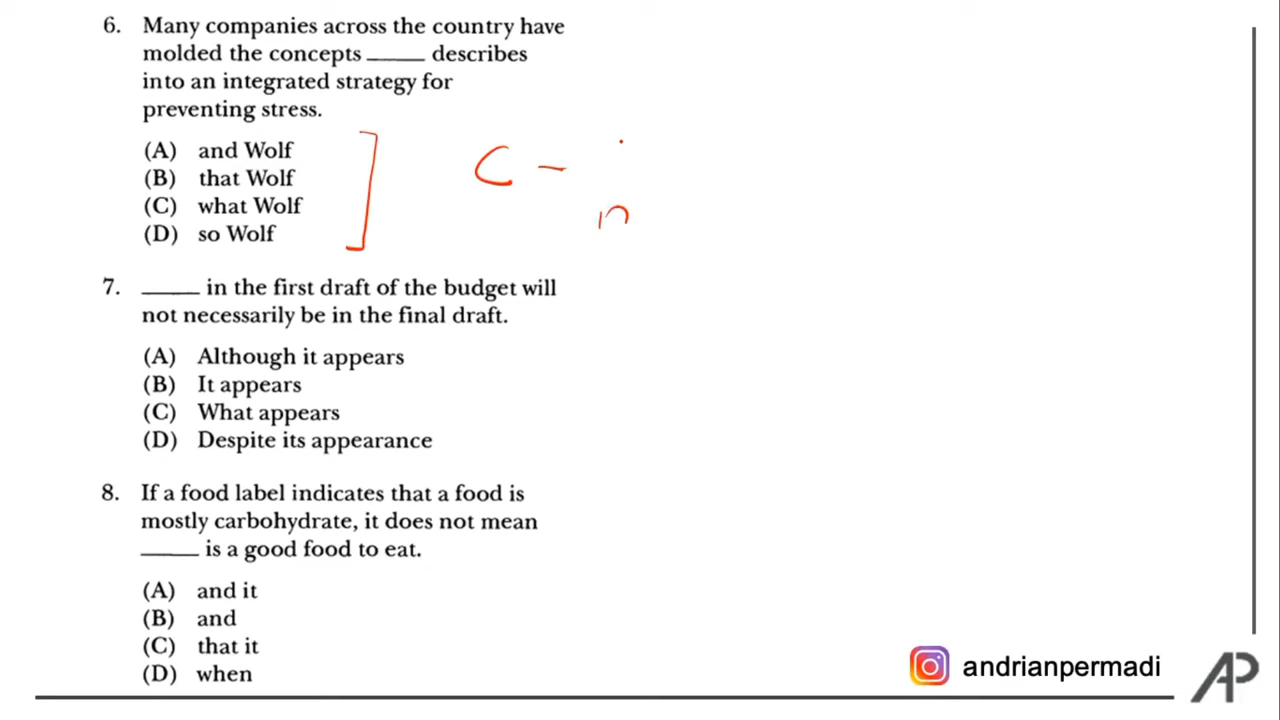 6. Many companies across the country have
molded the concepts _____ describes
into an integrated strategy for
preventing stress.
(A) and Wolf
(B) that Wolf
(C) what Wolf
(D) so Wolf
C -
n
7. _____ in the first draft of the budget will
not necessarily be in the final draft.
(A) Although it appears
(B) It appears
(C) What appears
(D) Despite its appearance
8. If a food label indicates that a food is
mostly carbohydrate, it does not mean
_____ is a good food to eat.
(A) and it
(B) and
(C) that it
(D) when
andrianpermadi
AP